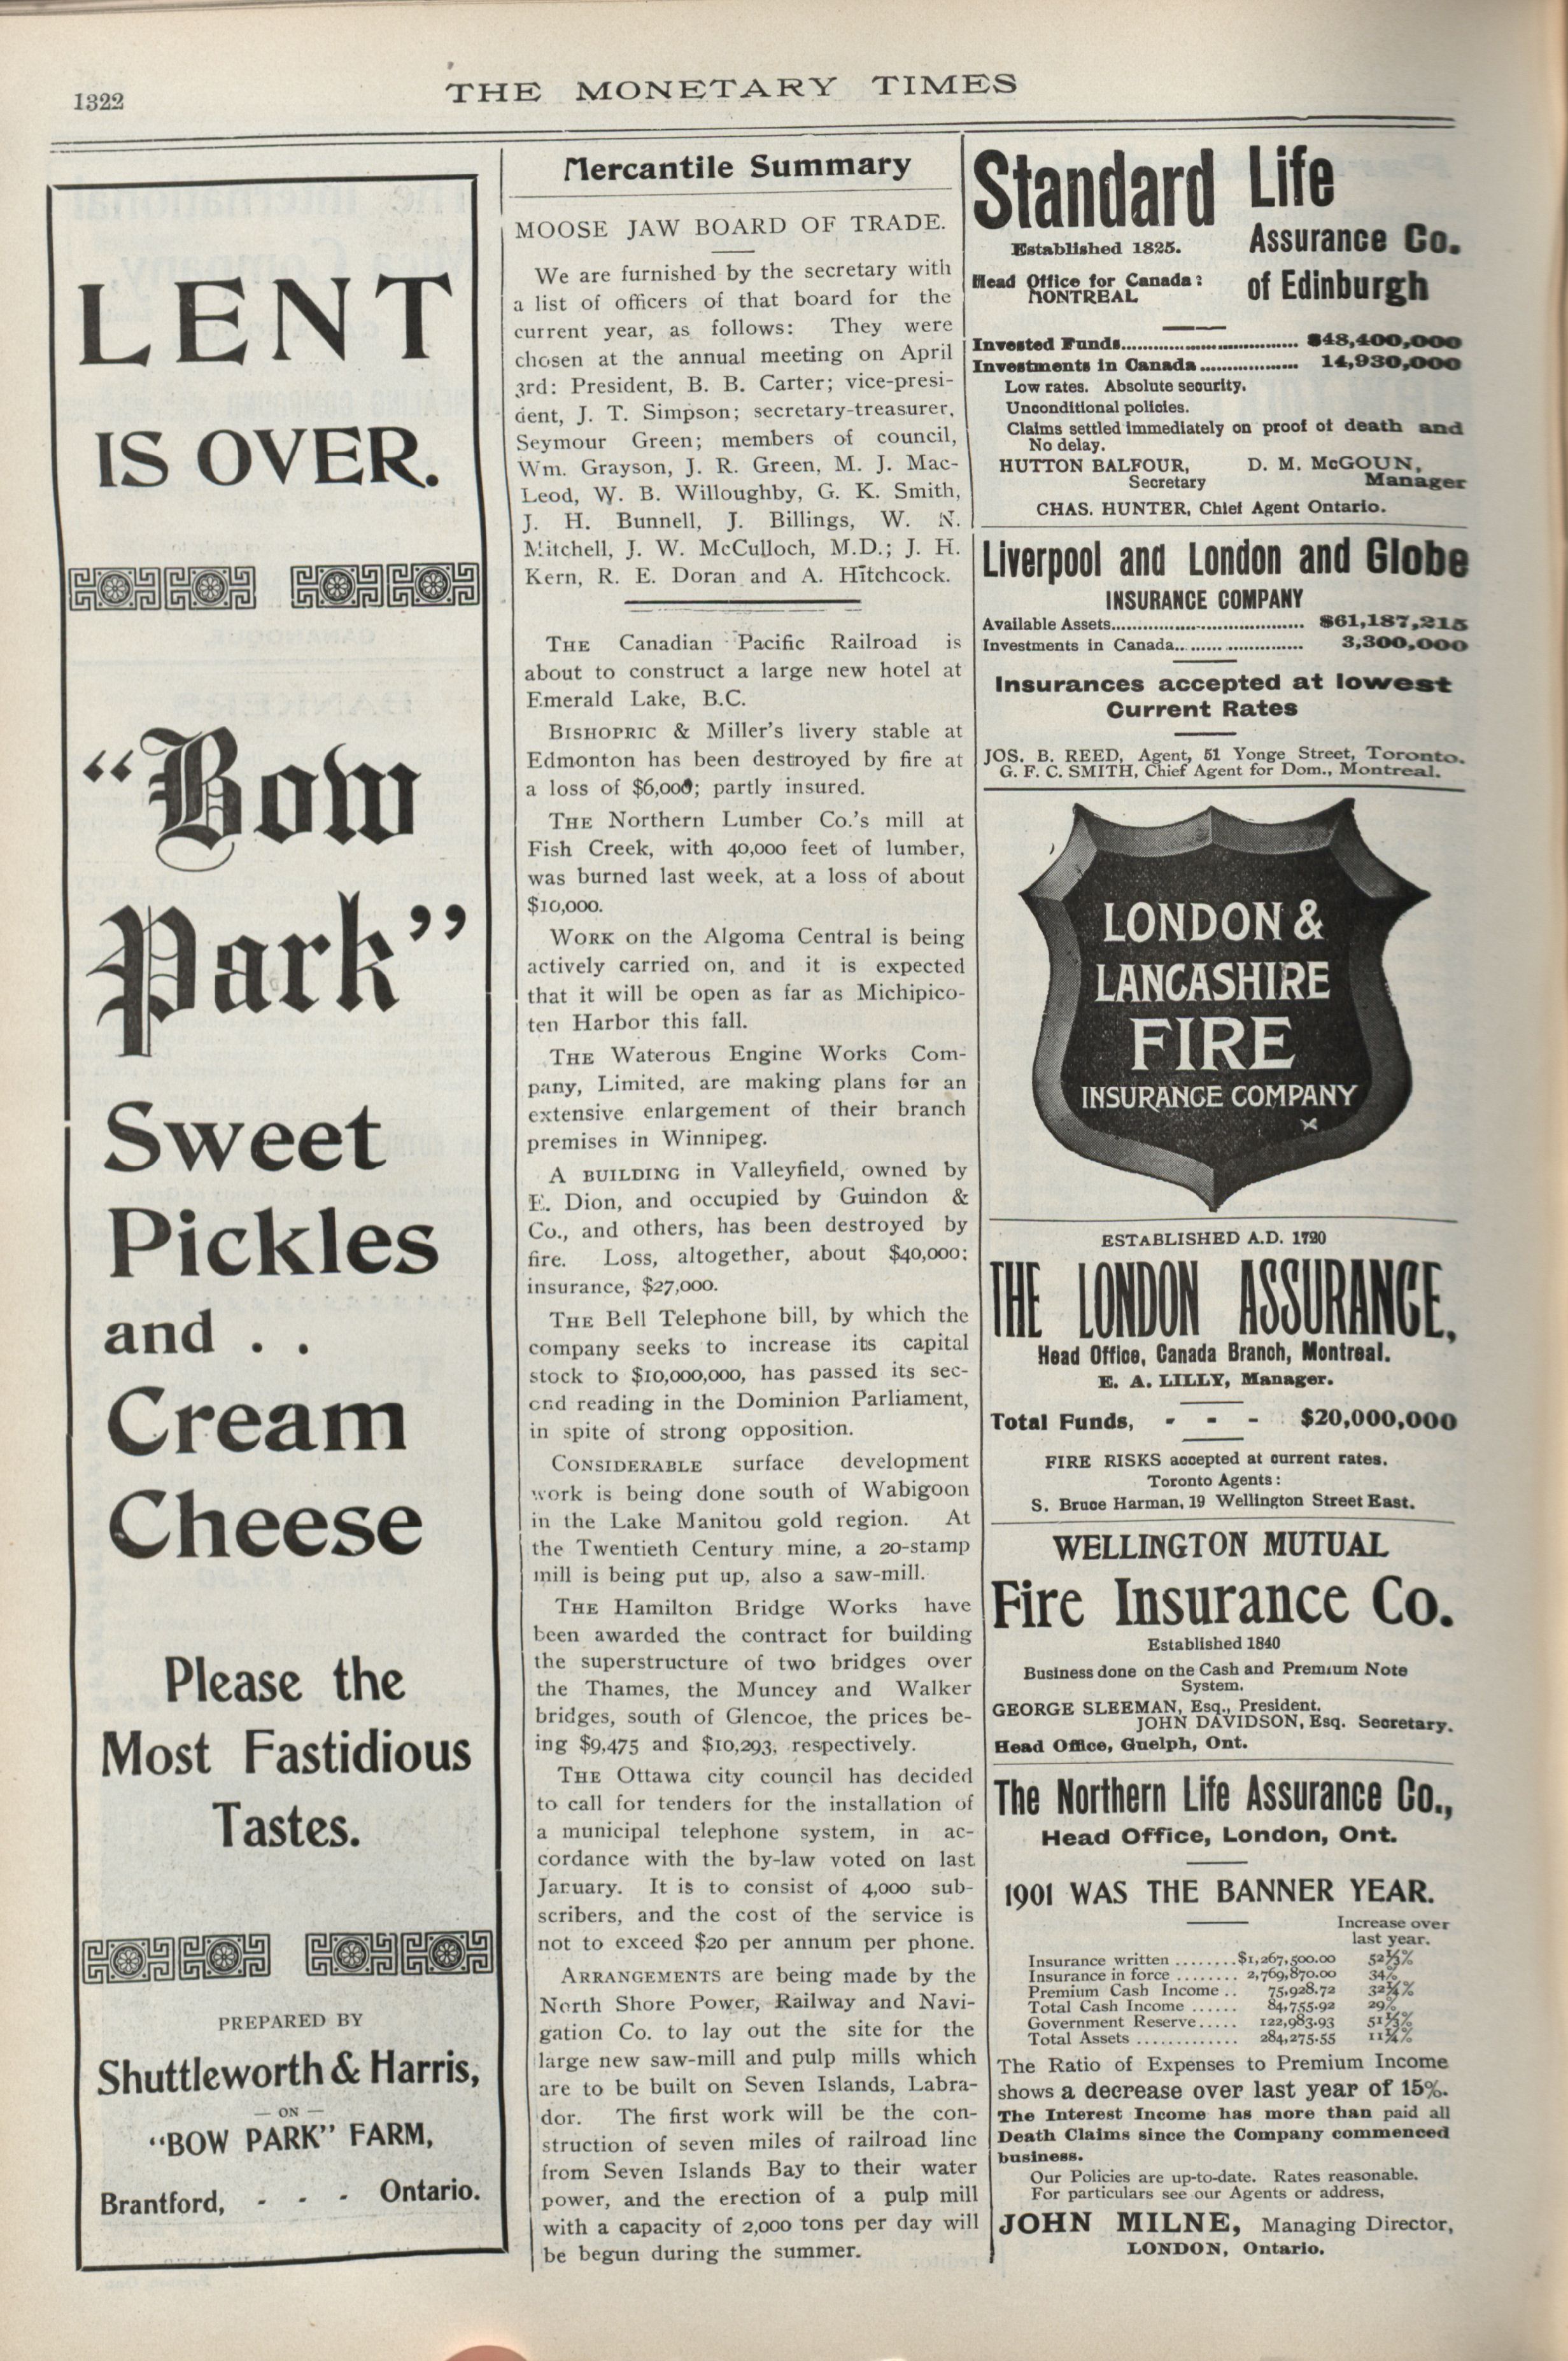 1322
THE MONETARY TIMES
LENT
IS OVER.
"Bow
Park"
Sweet
Pickles
and . .
Cream
Cheese
Please the
Most Fastidious
Tastes.
PREPARED BY
Shuttleworth & Harris,
— ON —
"BOW PARK" FARM,
Brantford, - - - Ontario.
Mercantile Summary
MOOSE JAW BOARD OF TRADE.
We are furnished by the secretary with
a list of officers of that board for the
current year, as follows: They were
chosen at the annual meeting on April
3rd: President, B. B. Carter; vice-presi-
dent, J. T. Simpson; secretary-treasurer,
Seymour Green; members of council,
Wm. Grayson, J. R. Green, M. J. Mac-
Leod, W. B. Willoughby, G. K. Smith,
J. H. Bunnell, J. Billings, W. N.
Mitchell, J. W. McCulloch, M.D.; J. H.
Kern, R. E. Doran and A. Hitchcock.
THE Canadian Pacific Railroad is
about to construct a large new hotel at
Emerald Lake, B.C.
BISHOPRIC & Miller's livery stable at
Edmonton has been destroyed by fire at
a loss of $6,000; partly insured.
THE Northern Lumber Co.'s mill at
Fish Creek, with 40,000 feet of lumber,
was burned last week, at a loss of about
$10,000.
WORK on the Algoma Central is being
actively carried on, and it is expected
that it will be open as far as Michipico-
ten Harbor this fall.
THE Waterous Engine Works Com-
pany, Limited, are making plans for an
extensive enlargement of their branch
premises in Winnipeg.
A BUILDING in Valleyfield, owned by
E. Dion, and occupied by Guindon &
Co., and others, has been destroyed by
fire. Loss, altogether, about $40,000;
insurance, $27,000.
THE Bell Telephone bill, by which the
company seeks to increase its capital
stock to $10,000,000, has passed its sec-
ond reading in the Dominion Parliament,
in spite of strong opposition.
CONSIDERABLE surface development
work is being done south of Wabigoon
in the Lake Manitou gold region. At
the Twentieth Century mine, a 20-stamp
mill is being put up, also a saw-mill.
THE Hamilton Bridge Works have
been awarded the contract for building
the superstructure of two bridges over
the Thames, the Muncey and Walker
bridges, south of Glencoe, the prices be-
ing $9,475 and $10,293, respectively.
THE Ottawa city council has decided
to call for tenders for the installation of
a municipal telephone system, in ac-
cordance with the by-law voted on last
January. It is to consist of 4,000 sub-
scribers, and the cost of the service is
not to exceed $20 per annum per phone.
ARRANGEMENTS are being made by the
North Shore Power, Railway and Navi-
gation Co. to lay out the site for the
large new saw-mill and pulp mills which
are to be built on Seven Islands, Labra-
dor. The first work will be the con-
struction of seven miles of railroad line
from Seven Islands Bay to their water
power, and the erection of a pulp mill
with a capacity of 2,000 tons per day will
be begun during the summer.
Standard Life
Established 1825.
Assurance Co.
of Edinburgh
Head Office for Canada:
MONTREAL
Invested Funds.................................. $48,400,000
Investments in Canada................... 14,930,000
Low rates. Absolute security.
Unconditional policies.
Claims settled immediately on proof of death and
No delay.
HUTTON BALFOUR, D. M. McGOUN,
Secretary Manager
CHAS. HUNTER, Chief Agent Ontario.
Liverpool and London and Globe
INSURANCE COMPANY
Available Assets.................................... $61,187,215
Investments in Canada......................... 3,300,000
Insurances accepted at lowest
Current Rates
JOS. B. REED, Agent, 51 Yonge Street, Toronto.
G. F. C. SMITH, Chief Agent for Dom., Montreal.
LONDON &
LANCASHIRE
FIRE
INSURANCE COMPANY
ESTABLISHED A.D. 1720
THE LONDON ASSURANCE,
Head Office, Canada Branch, Montreal.
E. A. LILLY, Manager.
Total Funds, - - - $20,000,000
FIRE RISKS accepted at current rates.
Toronto Agents:
S. Bruce Harman, 19 Wellington Street East.
WELLINGTON MUTUAL
Fire Insurance Co.
Established 1840
Business done on the Cash and Premium Note
System.
GEORGE SLEEMAN, Esq., President.
JOHN DAVIDSON, Esq. Secretary.
Head Office, Guelph, Ont.
The Northern Life Assurance Co.,
Head Office, London, Ont.
1901 WAS THE BANNER YEAR.
Increase over
last year.
Insurance written ........$1,267,500.00 52⅓%
Insurance in force ........ 2,769,870.00 34%
Premium Cash Income .. 75,928.72 32¼%
Total Cash Income ...... 84,755.92 29%
Government Reserve..... 122,983.93 51⅓%
Total Assets ............. 284,275.55 11¼%
The Ratio of Expenses to Premium Income
shows a decrease over last year of 15%.
The Interest Income has more than paid all
Death Claims since the Company commenced
business.
Our Policies are up-to-date. Rates reasonable.
For particulars see our Agents or address,
JOHN MILNE, Managing Director,
LONDON, Ontario.